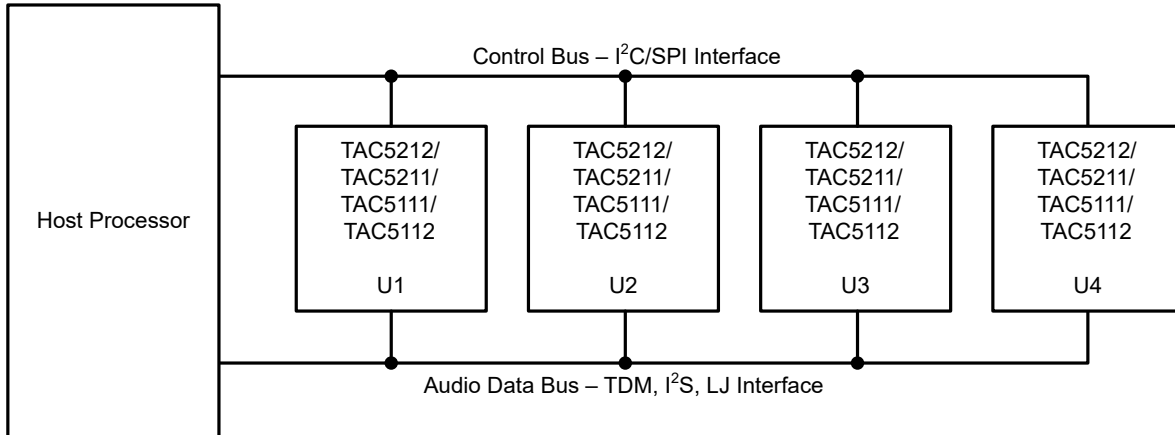 Control Bus – I²C/SPI Interface
Host Processor
TAC5212/
TAC5211/
TAC5111/
TAC5112
U1
TAC5212/
TAC5211/
TAC5111/
TAC5112
U2
TAC5212/
TAC5211/
TAC5111/
TAC5112
U3
TAC5212/
TAC5211/
TAC5111/
TAC5112
U4
Audio Data Bus – TDM, I²S, LJ Interface